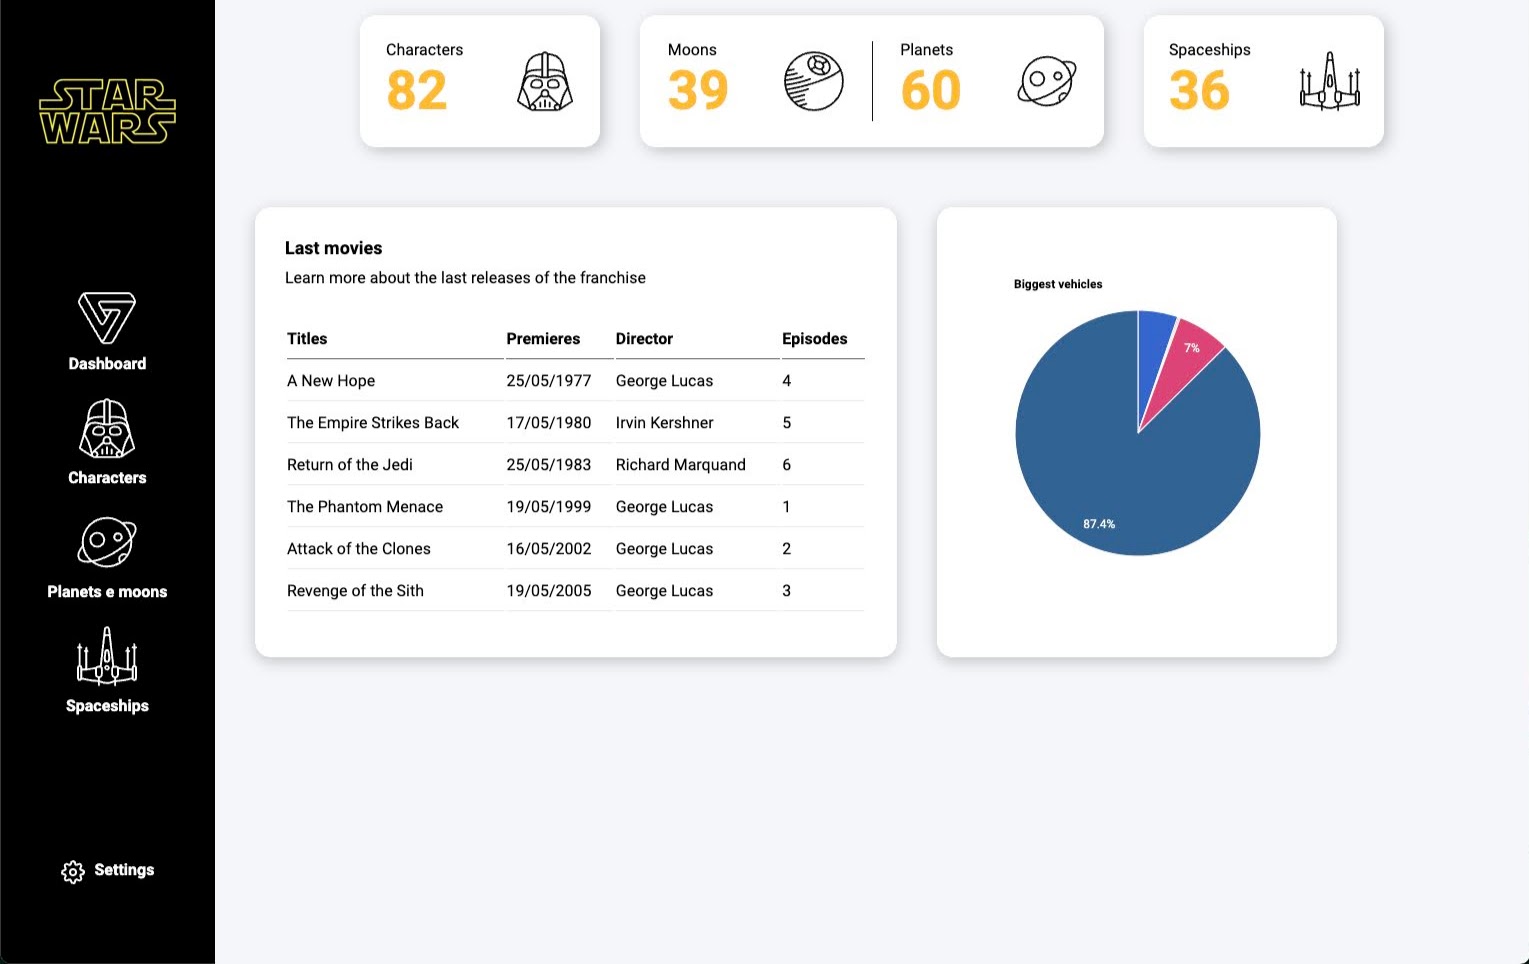 STAR
WARS
Dashboard
Characters
Planets e moons
Spaceships
Settings
Characters
82
Moons
39
Planets
60
Spaceships
36
Last movies
Learn more about the last releases of the franchise
Titles Premieres Director Episodes
A New Hope 25/05/1977 George Lucas 4
The Empire Strikes Back 17/05/1980 Irvin Kershner 5
Return of the Jedi 25/05/1983 Richard Marquand 6
The Phantom Menace 19/05/1999 George Lucas 1
Attack of the Clones 16/05/2002 George Lucas 2
Revenge of the Sith 19/05/2005 George Lucas 3
Biggest vehicles
7%
87.4%